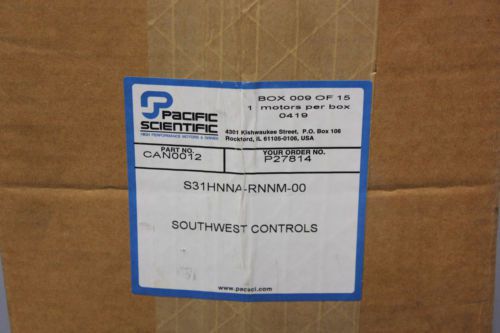 PACIFIC
SCIENTIFIC
HIGH PERFORMANCE MOTORS & DRIVES
BOX 009 OF 15
1 motors per box
0419
4301 Kishwaukee Street, P.O. Box 106
Rockford, IL 61105-0106, USA
PART NO.
CAN0012
YOUR ORDER NO.
P27814
S31HNNA-RNNM-00
SOUTHWEST CONTROLS
www.pacsci.com